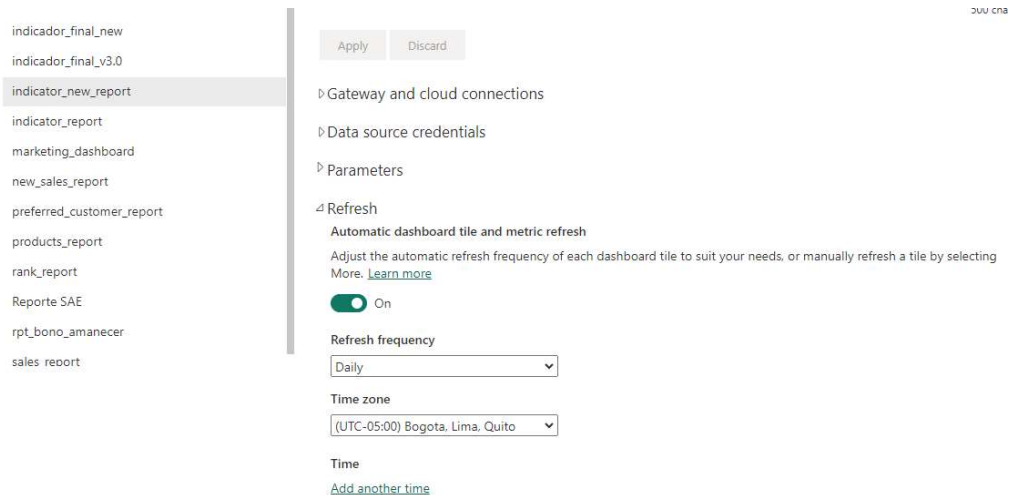 indicador_final_new
indicador_final_v3.0
indicator_new_report
indicator_report
marketing_dashboard
new_sales_report
preferred_customer_report
products_report
rank_report
Reporte SAE
rpt_bono_amanecer
sales_report
500 cha
Apply Discard
Gateway and cloud connections
Data source credentials
Parameters
Refresh
Automatic dashboard tile and metric refresh
Adjust the automatic refresh frequency of each dashboard tile to suit your needs, or manually refresh a tile by selecting
More. Learn more
On
Refresh frequency
Daily
Time zone
(UTC-05:00) Bogota, Lima, Quito
Time
Add another time